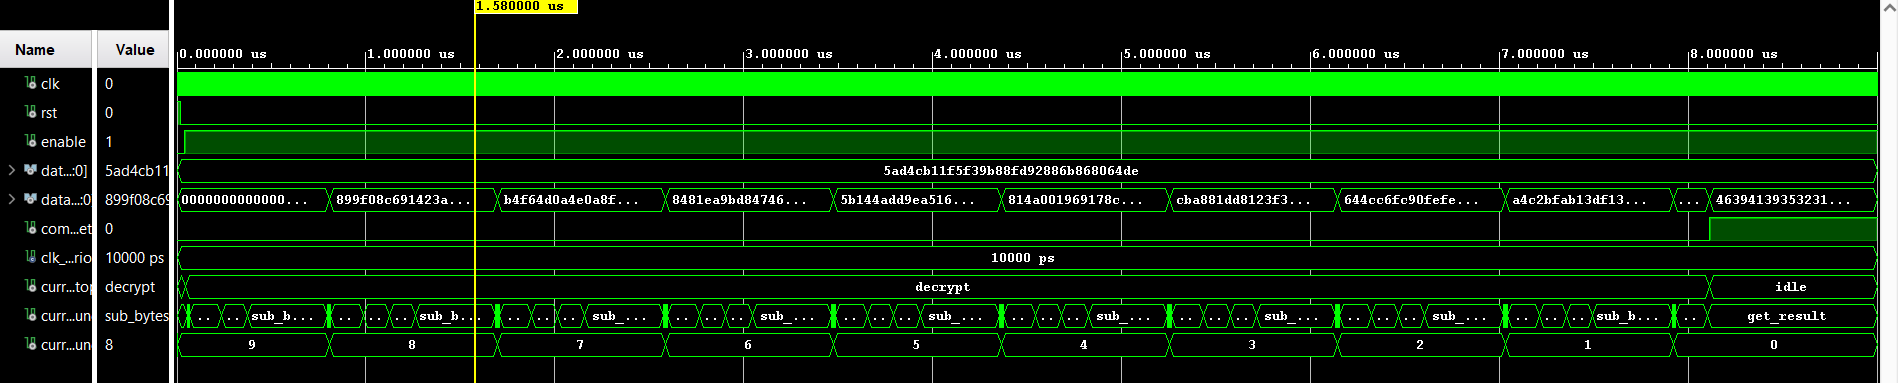 1.580000 us
Name Value
0.000000 us 1.000000 us 2.000000 us 3.000000 us 4.000000 us 5.000000 us 6.000000 us 7.000000 us 8.000000 us
clk 0
rst 0
enable 1
dat...:0] 5ad4cb11 5ad4cb11f5f39b88fd92886b868064de
data...:0 899f08c69 0000000000000... 899f08c691423a... b4f64d0a4e0a8f... 8481ea9bd84746... 5b144add9ea516... 814a001969178c... cba881dd8123f3... 644cc6fc90fefe... a4c2bfab13df13... ... 46394139353231...
com...et 0
clk_...rio 10000 ps 10000 ps
curr...top decrypt decrypt idle
curr...un sub_bytes .. .. sub_b... .. .. .. sub_b... .. .. .. sub_... .. .. .. sub_... .. .. .. sub_... .. .. .. sub_... .. .. .. sub_... .. .. .. sub_... .. .. .. sub_b... .. get_result
curr...un 8 9 8 7 6 5 4 3 2 1 0